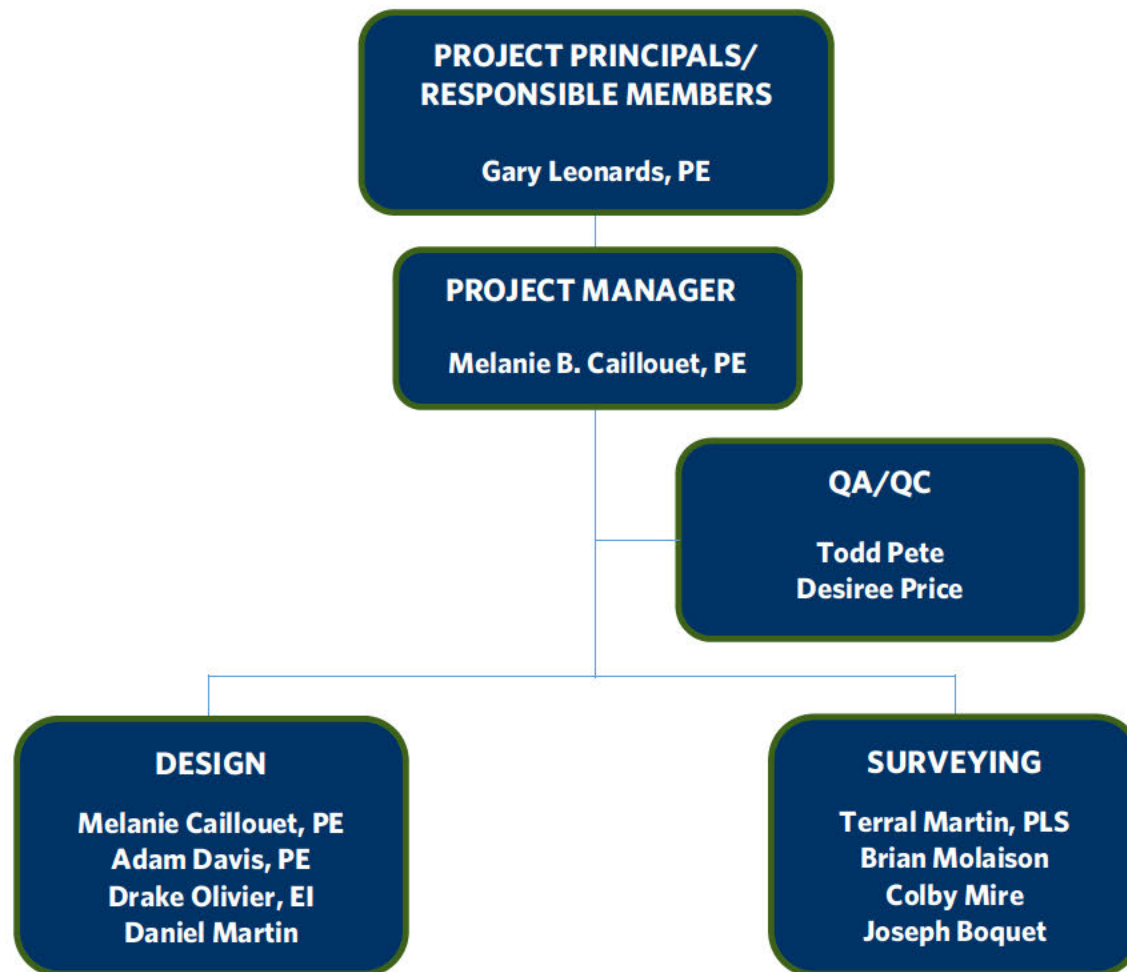 PROJECT PRINCIPALS/
RESPONSIBLE MEMBERS
Gary Leonards, PE
PROJECT MANAGER
Melanie B. Caillouet, PE
QA/QC
Todd Pete
Desiree Price
DESIGN
Melanie Caillouet, PE
Adam Davis, PE
Drake Olivier, EI
Daniel Martin
SURVEYING
Terral Martin, PLS
Brian Molaison
Colby Mire
Joseph Boquet